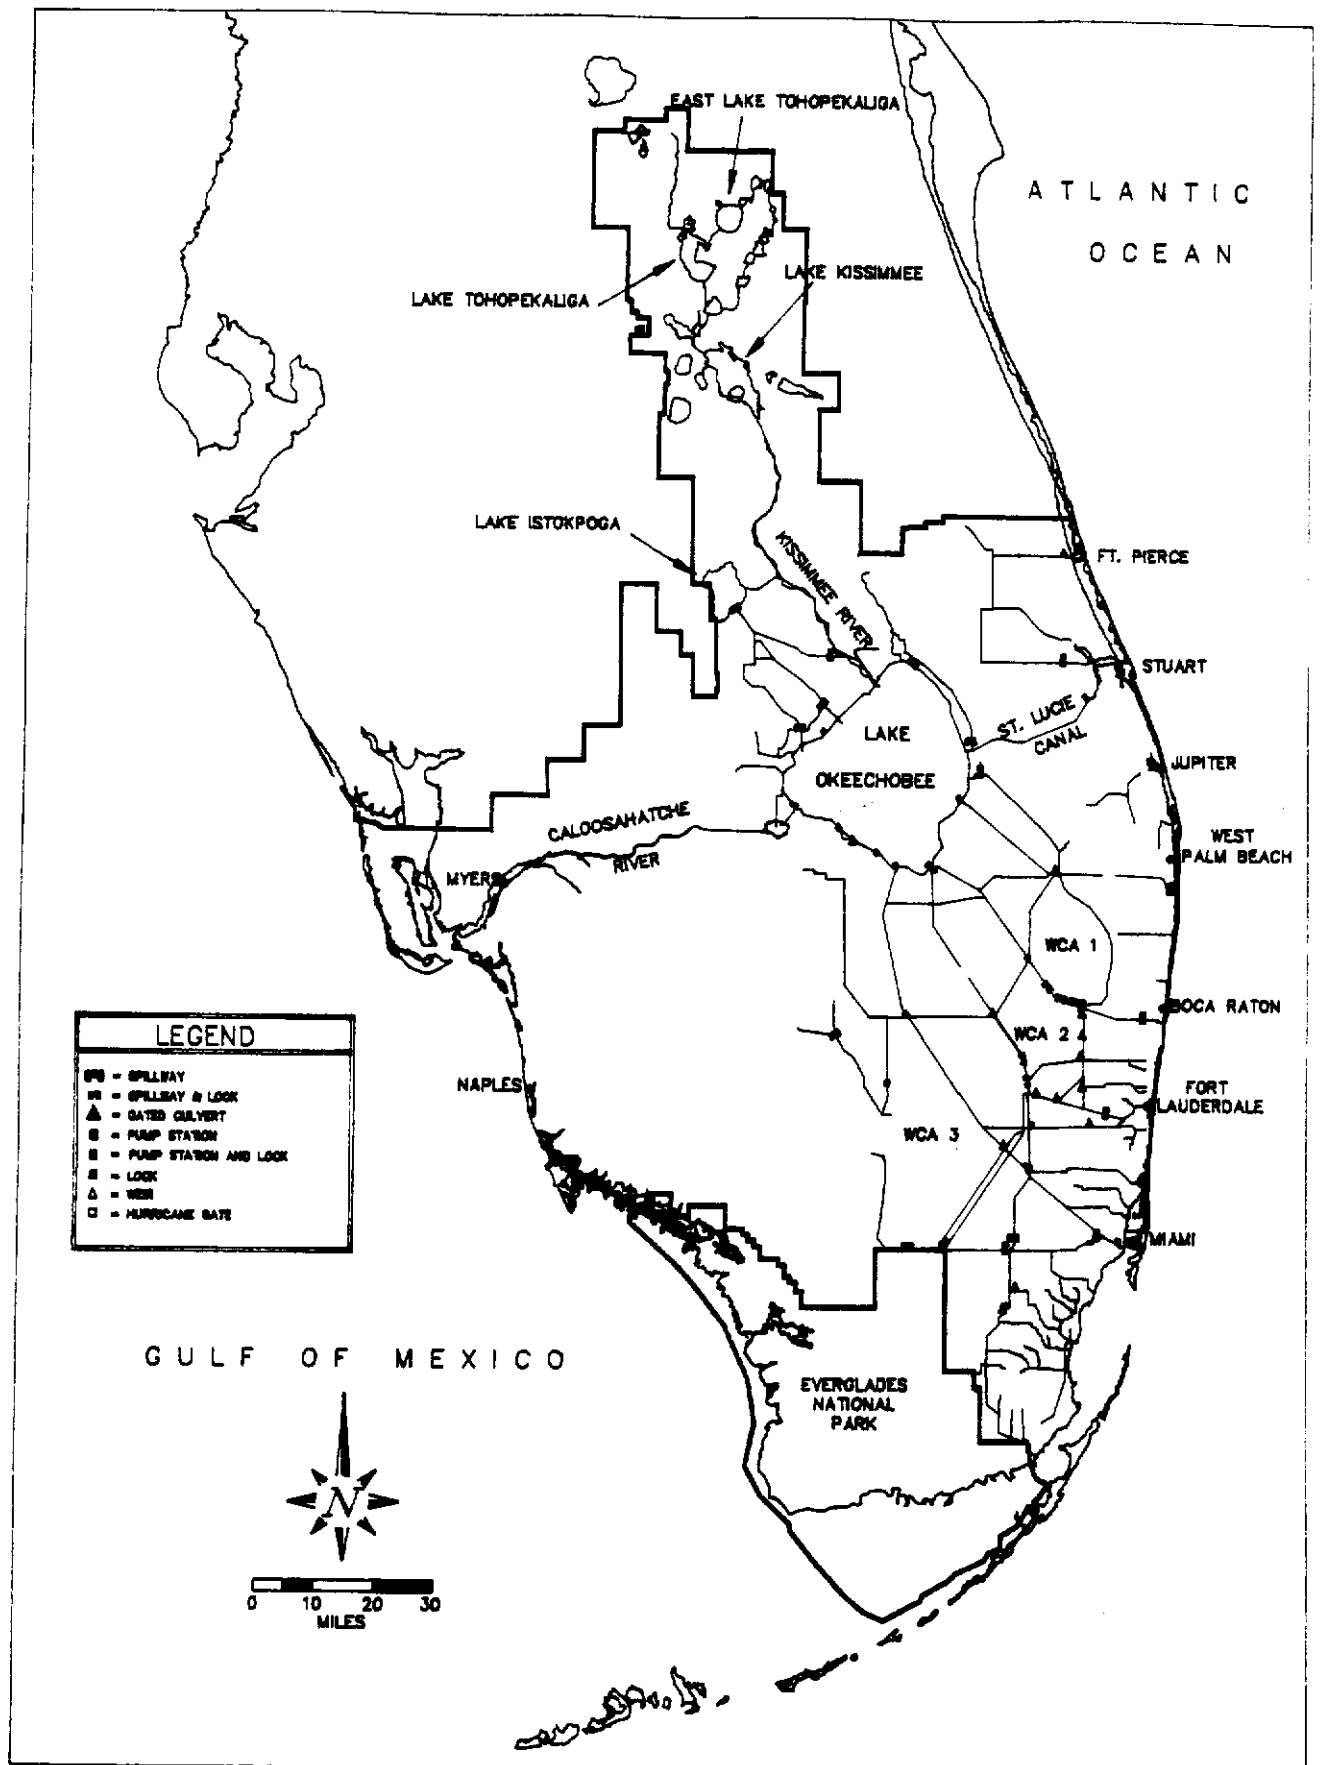 EAST LAKE TOHOPEKALIGA
ATLANTIC
OCEAN
LAKE KISSIMMEE
LAKE TOHOPEKALIGA
LAKE ISTOKPOGA
KISSIMMEE RIVER
FT. PIERCE
STUART
ST. LUCIE
CANAL
LAKE
OKEECHOBEE
JUPITER
WEST
PALM BEACH
CALOOSAHATCHE
RIVER
MYERS
WCA 1
BOCA RATON
WCA 2
NAPLES
FORT
LAUDERDALE
WCA 3
MIAMI
LEGEND
= SPILLWAY
= SPILLWAY & LOCK
= GATED CULVERT
= PUMP STATION
= PUMP STATION AND LOCK
= LOCK
= WEIR
= HURRICANE GATE
GULF OF MEXICO
EVERGLADES
NATIONAL
PARK
N
0 10 20 30
MILES